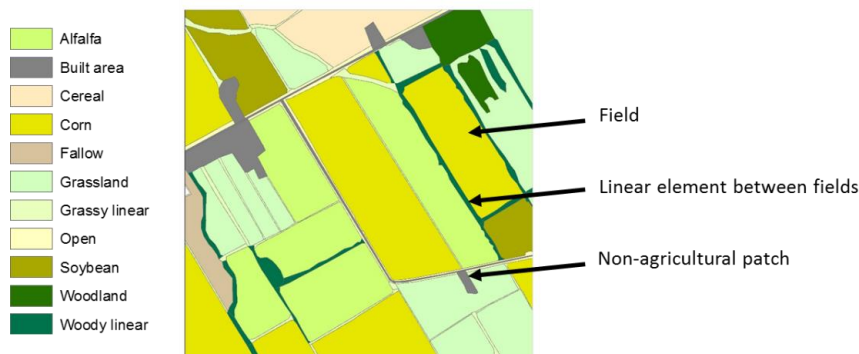 Alfalfa
Built area
Cereal
Corn
Fallow
Grassland
Grassy linear
Open
Soybean
Woodland
Woody linear
Field
Linear element between fields
Non-agricultural patch